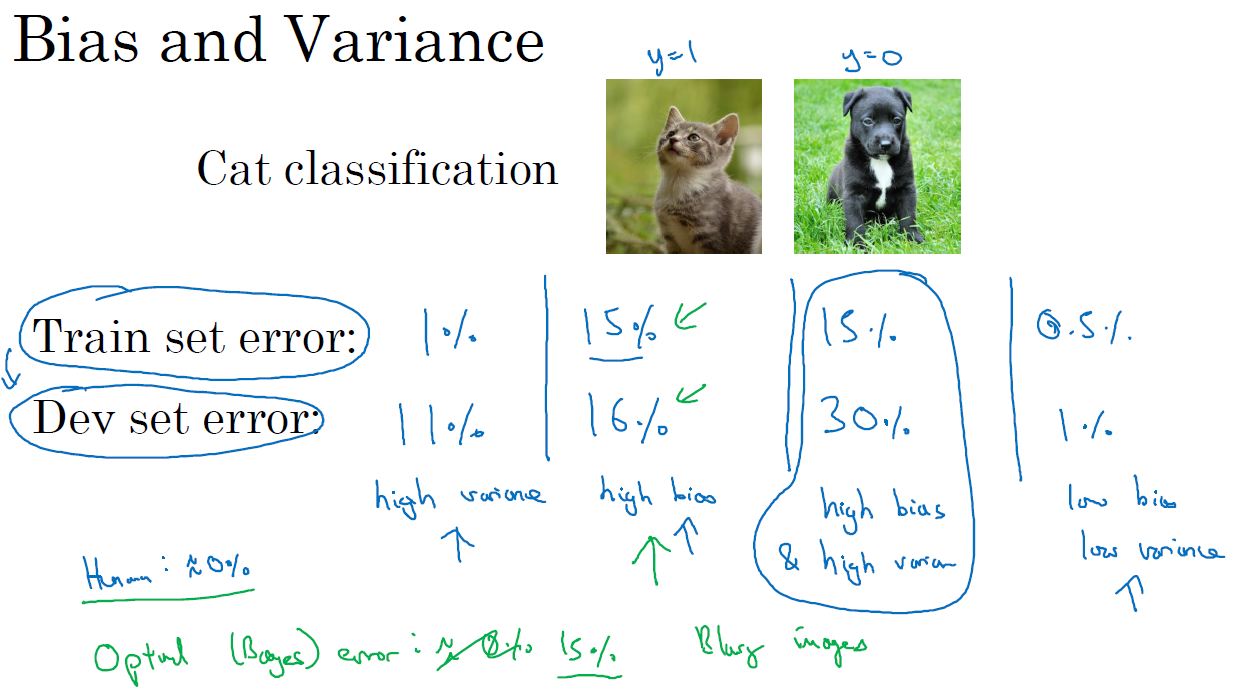 Bias and Variance
y=1 y=0
Cat classification
Train set error: 1% 15% 15% 0.5%
Dev set error: 11% 16% 30% 1%
high variance high bias high bias low bias
& high varian low variance
Human: ≈0%
Optimal (Bayes) error: ≈ 0% 15% Blury images